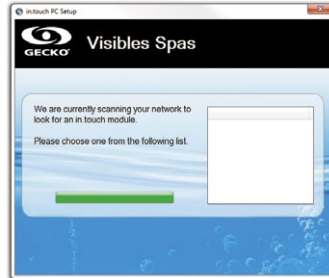 in.touch PC Setup
GECKO
Visibles Spas
We are currently scanning your network to
look for an in.touch module.
Please choose one from the following list.